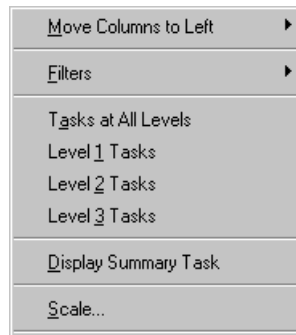 Move Columns to Left
Filters
Tasks at All Levels
Level 1 Tasks
Level 2 Tasks
Level 3 Tasks
Display Summary Task
Scale...